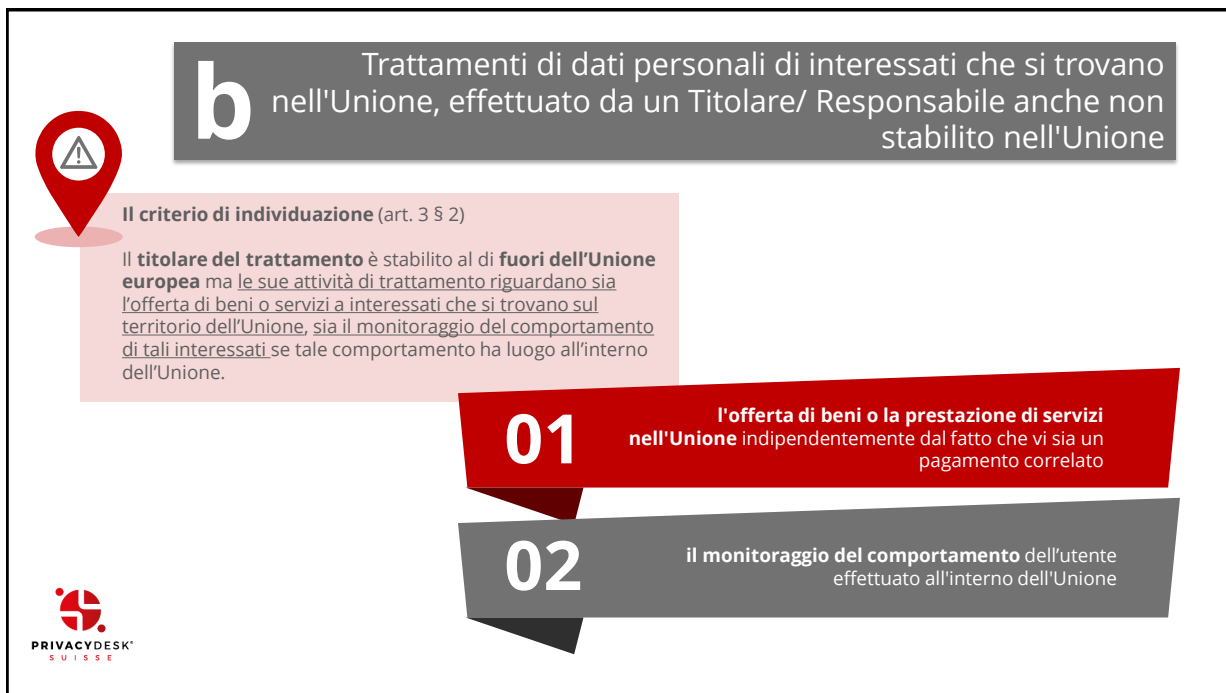 b
Trattamenti di dati personali di interessati che si trovano
nell'Unione, effettuato da un Titolare/ Responsabile anche non
stabilito nell'Unione
Il criterio di individuazione (art. 3 § 2)
Il titolare del trattamento è stabilito al di fuori dell’Unione
europea ma le sue attività di trattamento riguardano sia
l’offerta di beni o servizi a interessati che si trovano sul
territorio dell’Unione, sia il monitoraggio del comportamento
di tali interessati se tale comportamento ha luogo all’interno
dell’Unione.
01
l'offerta di beni o la prestazione di servizi
nell'Unione indipendentemente dal fatto che vi sia un
pagamento correlato
02
il monitoraggio del comportamento dell’utente
effettuato all'interno dell'Unione
PRIVACYDESK®
SUISSE